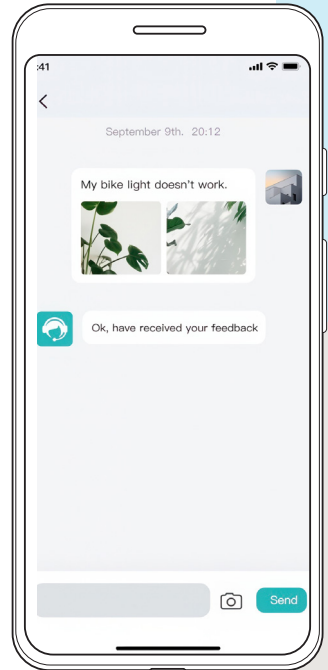 :41
September 9th. 20:12
My bike light doesn't work.
Ok, have received your feedback
Send